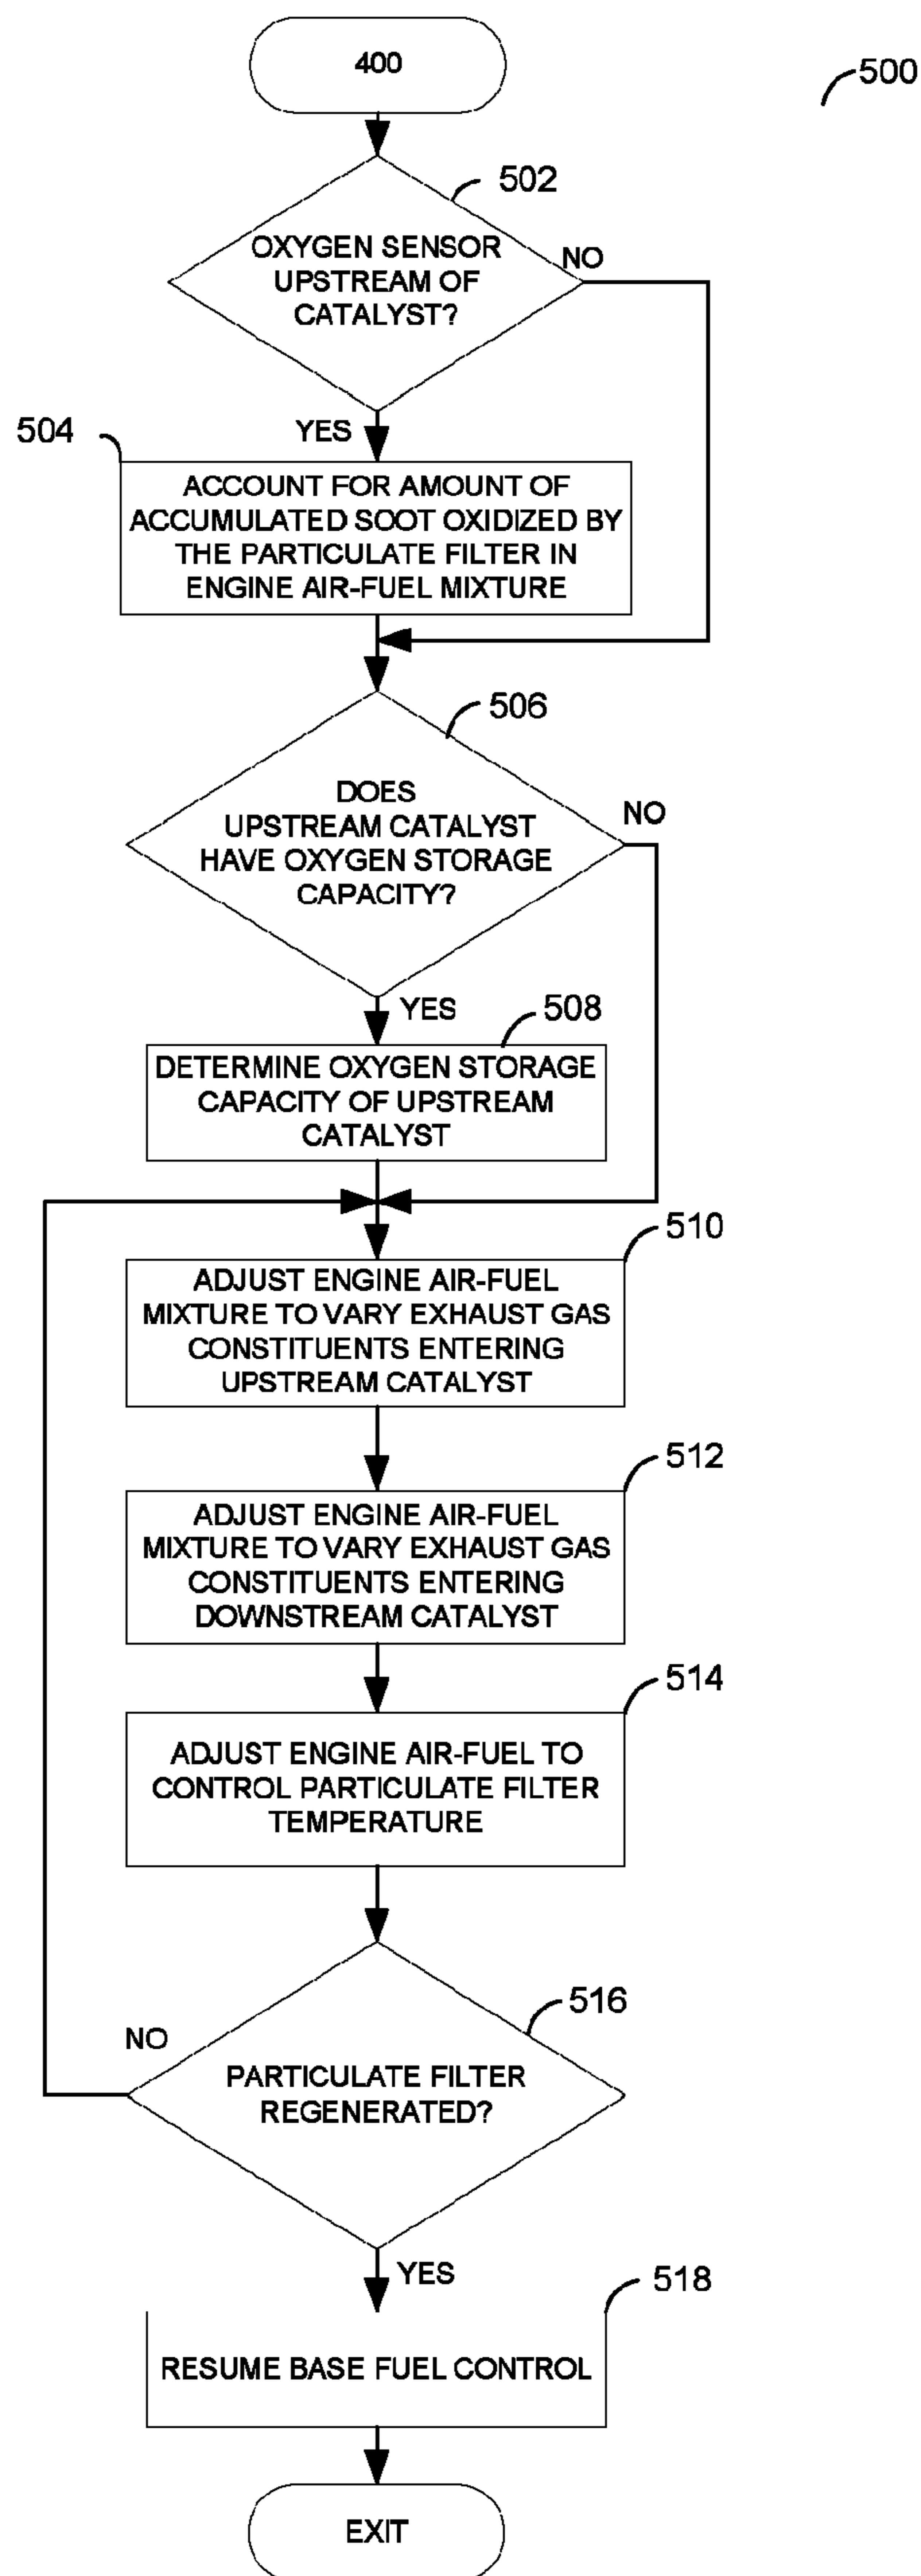 400
500
502
OXYGEN SENSOR
UPSTREAM OF
CATALYST?
NO
YES
504
ACCOUNT FOR AMOUNT OF
ACCUMULATED SOOT OXIDIZED BY
THE PARTICULATE FILTER IN
ENGINE AIR-FUEL MIXTURE
506
DOES
UPSTREAM CATALYST
HAVE OXYGEN STORAGE
CAPACITY?
NO
YES
508
DETERMINE OXYGEN STORAGE
CAPACITY OF UPSTREAM
CATALYST
510
ADJUST ENGINE AIR-FUEL
MIXTURE TO VARY EXHAUST GAS
CONSTITUENTS ENTERING
UPSTREAM CATALYST
512
ADJUST ENGINE AIR-FUEL
MIXTURE TO VARY EXHAUST GAS
CONSTITUENTS ENTERING
DOWNSTREAM CATALYST
514
ADJUST ENGINE AIR-FUEL TO
CONTROL PARTICULATE FILTER
TEMPERATURE
516
NO
PARTICULATE FILTER
REGENERATED?
YES
518
RESUME BASE FUEL CONTROL
EXIT